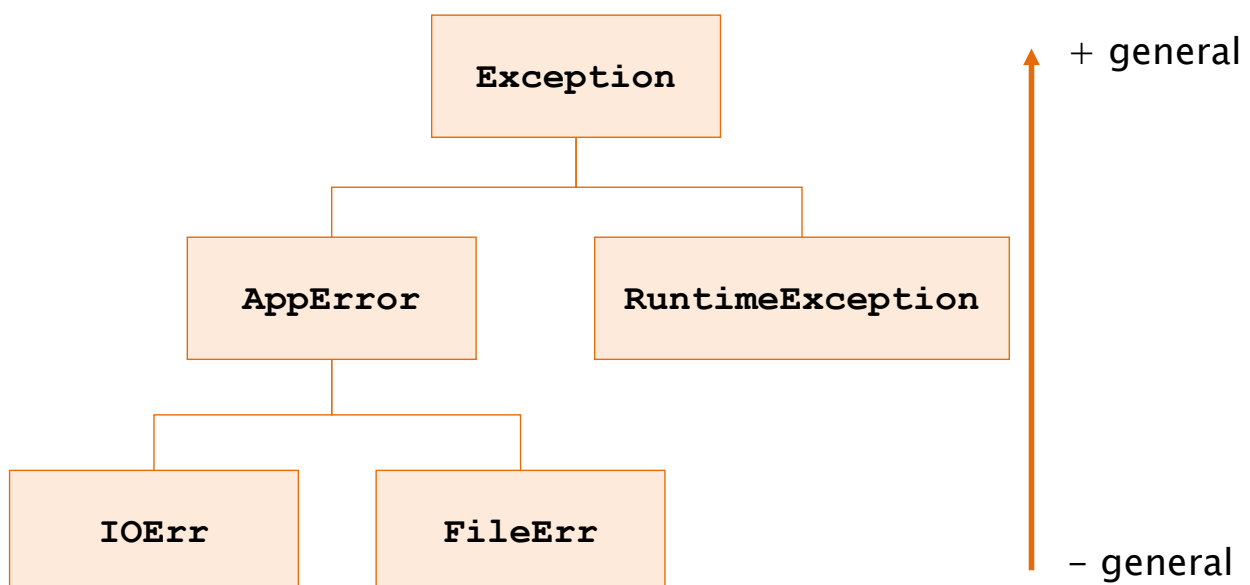 Exception
+ general
AppError
RuntimeException
IOErr
FileErr
- general